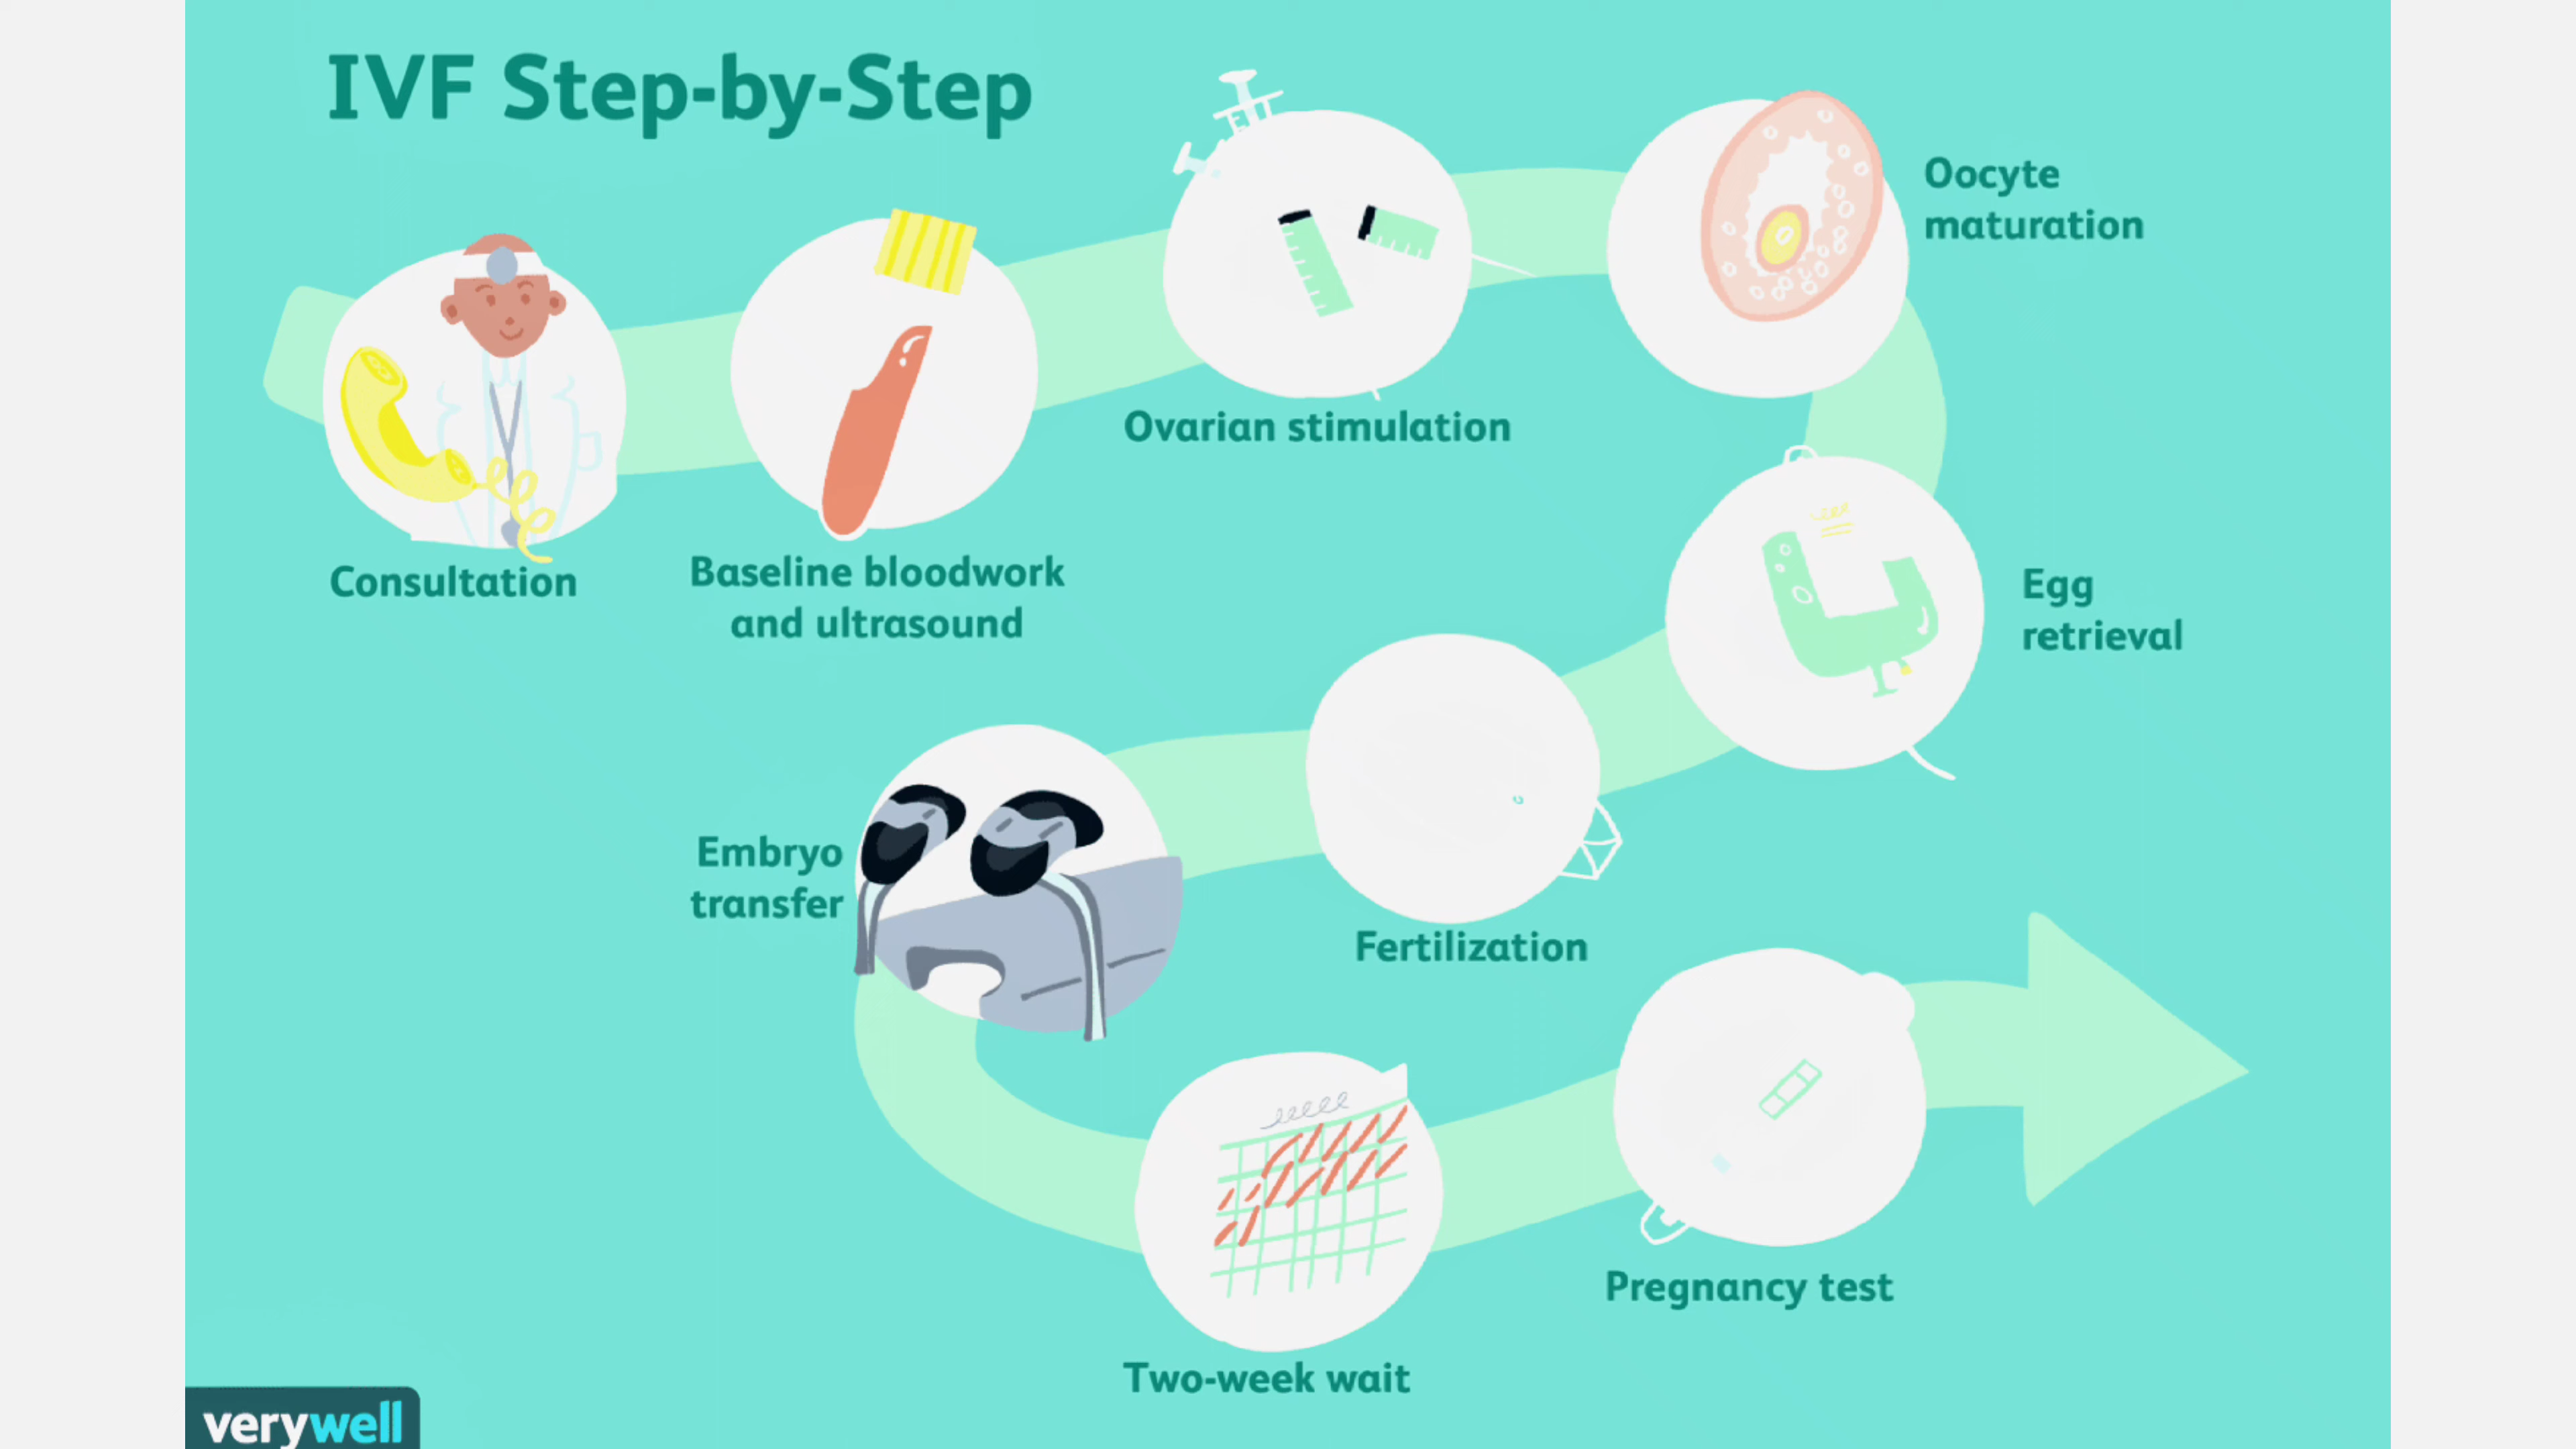 IVF Step-by-Step
Oocyte
maturation
Ovarian stimulation
Consultation
Baseline bloodwork
and ultrasound
Egg
retrieval
Embryo
transfer
Fertilization
Pregnancy test
Two-week wait
verywell